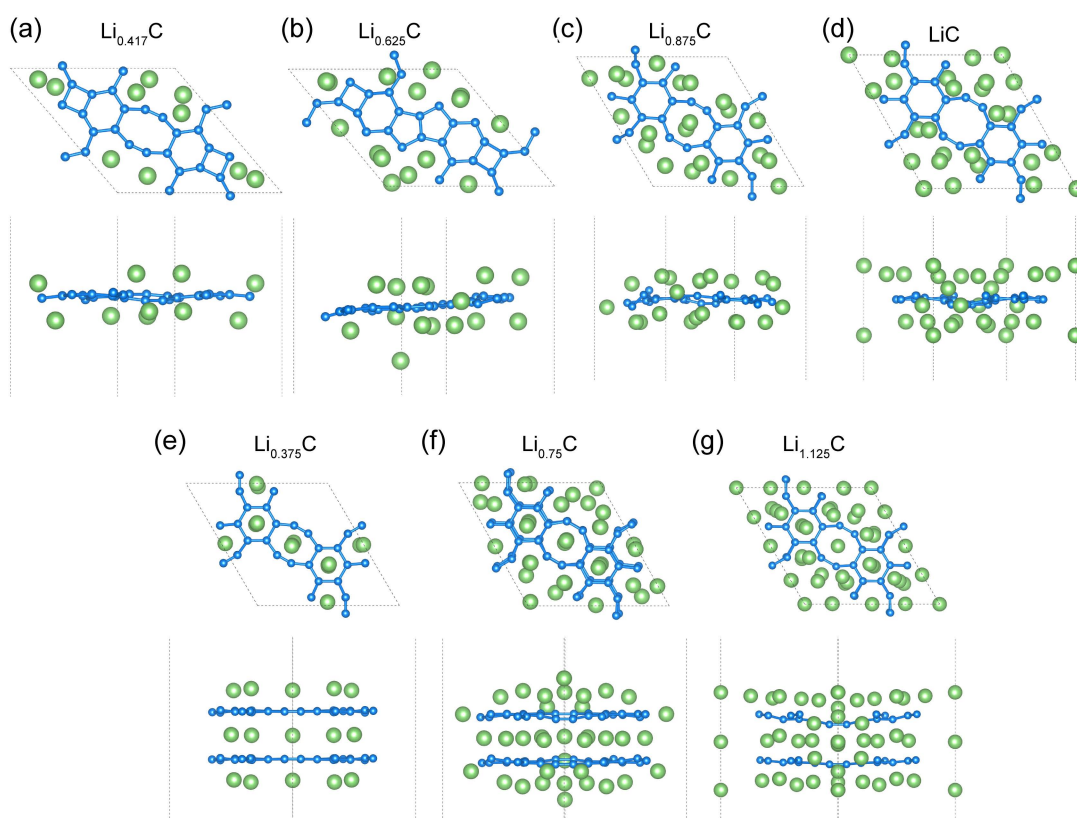 (a) Li₀.₄₁₇C
(b) Li₀.₆₂₅C
(c) Li₀.₈₇₅C
(d) LiC
(e) Li₀.₃₇₅C
(f) Li₀.₇₅C
(g) Li₁.₁₂₅C